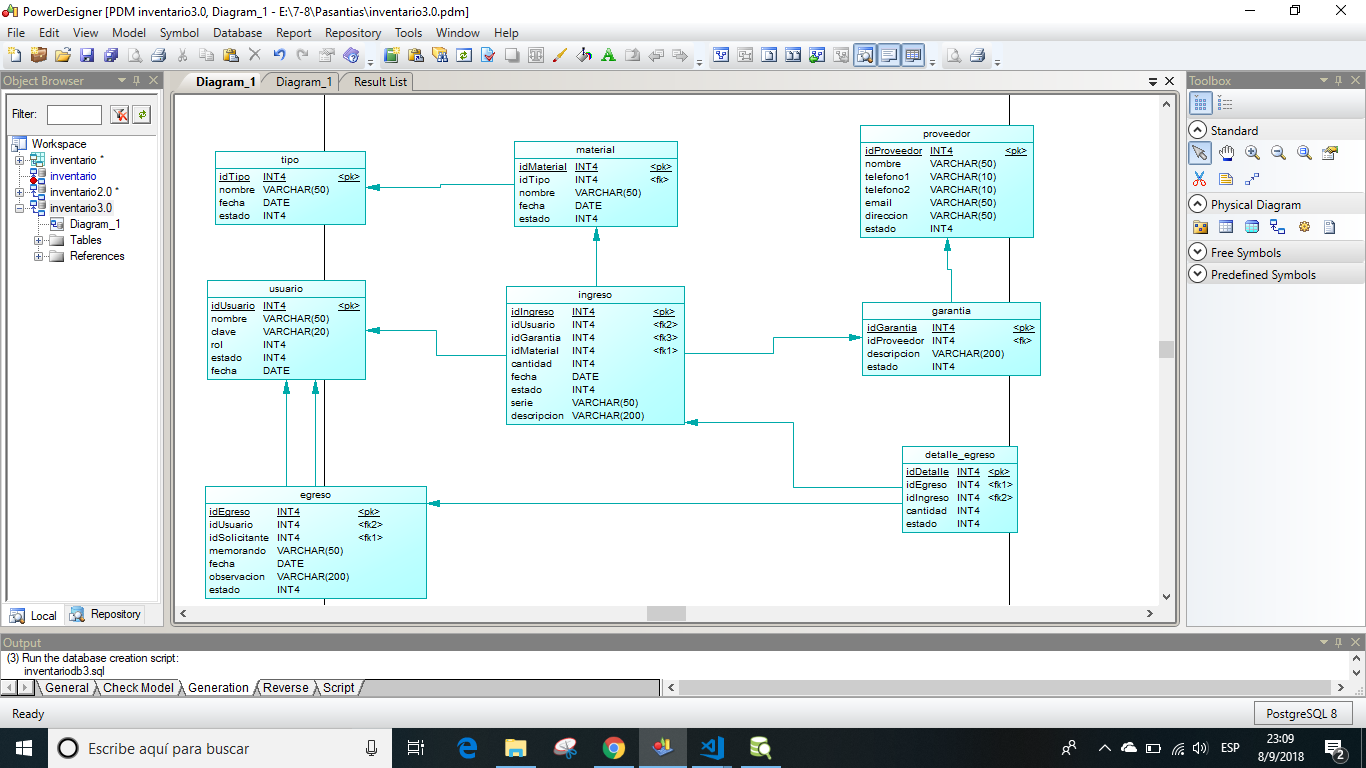 PowerDesigner [PDM inventario3.0, Diagram_1 - E:\7-8\Pasantias\inventario3.0.pdm]
File Edit View Model Symbol Database Report Repository Tools Window Help
Object Browser
Filter:
Workspace
inventario *
inventario
inventario2.0 *
inventario3.0
Diagram_1
Tables
References
Local Repository
Diagram_1 Diagram_1 Result List
tipo
idTipo INT4 <pk>
nombre VARCHAR(50)
fecha DATE
estado INT4
material
idMaterial INT4 <pk>
idTipo INT4 <fk>
nombre VARCHAR(50)
fecha DATE
estado INT4
proveedor
idProveedor INT4 <pk>
nombre VARCHAR(50)
telefono1 VARCHAR(10)
telefono2 VARCHAR(10)
email VARCHAR(50)
direccion VARCHAR(50)
estado INT4
usuario
idUsuario INT4 <pk>
nombre VARCHAR(50)
clave VARCHAR(20)
rol INT4
estado INT4
fecha DATE
ingreso
idIngreso INT4 <pk>
idUsuario INT4 <fk2>
idGarantia INT4 <fk3>
idMaterial INT4 <fk1>
cantidad INT4
fecha DATE
estado INT4
serie VARCHAR(50)
descripcion VARCHAR(200)
garantia
idGarantia INT4 <pk>
idProveedor INT4 <fk>
descripcion VARCHAR(200)
estado INT4
detalle_egreso
idDetalle INT4 <pk>
idEgreso INT4 <fk1>
idIngreso INT4 <fk2>
cantidad INT4
estado INT4
egreso
idEgreso INT4 <pk>
idUsuario INT4 <fk2>
idSolicitante INT4 <fk1>
memorando VARCHAR(50)
fecha DATE
observacion VARCHAR(200)
estado INT4
Toolbox
Standard
Physical Diagram
Free Symbols
Predefined Symbols
Output
(3) Run the database creation script:
inventariodb3.sql
General Check Model Generation Reverse Script
Ready
PostgreSQL 8
Escribe aquí para buscar
ESP
23:09
8/9/2018
2